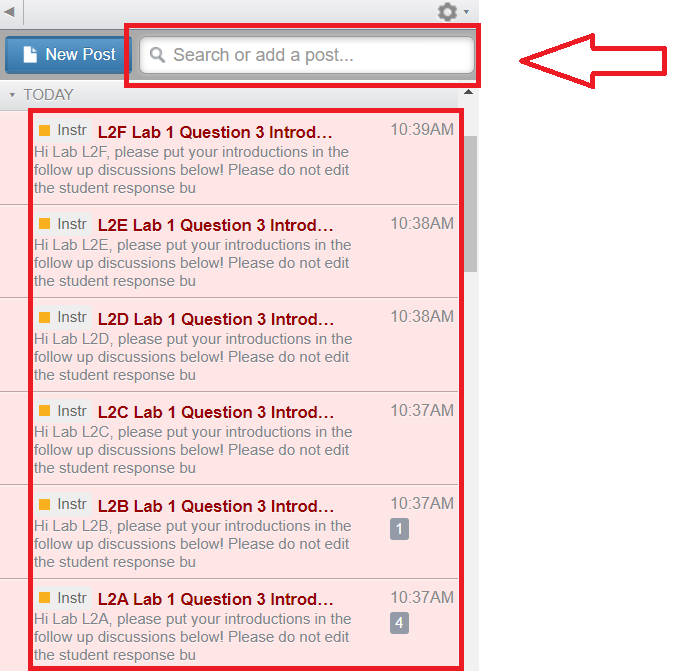 New Post Search or add a post...
TODAY
Instr L2F Lab 1 Question 3 Introd... 10:39AM
Hi Lab L2F, please put your introductions in the
follow up discussions below! Please do not edit
the student response bu
Instr L2E Lab 1 Question 3 Introd... 10:38AM
Hi Lab L2E, please put your introductions in the
follow up discussions below! Please do not edit
the student response bu
Instr L2D Lab 1 Question 3 Introd... 10:38AM
Hi Lab L2D, please put your introductions in the
follow up discussions below! Please do not edit
the student response bu
Instr L2C Lab 1 Question 3 Introd... 10:37AM
Hi Lab L2C, please put your introductions in the
follow up discussions below! Please do not edit
the student response bu
Instr L2B Lab 1 Question 3 Introd... 10:37AM
Hi Lab L2B, please put your introductions in the 1
follow up discussions below! Please do not edit
the student response bu
Instr L2A Lab 1 Question 3 Introd... 10:37AM
Hi Lab L2A, please put your introductions in the 4
follow up discussions below! Please do not edit
the student response bu